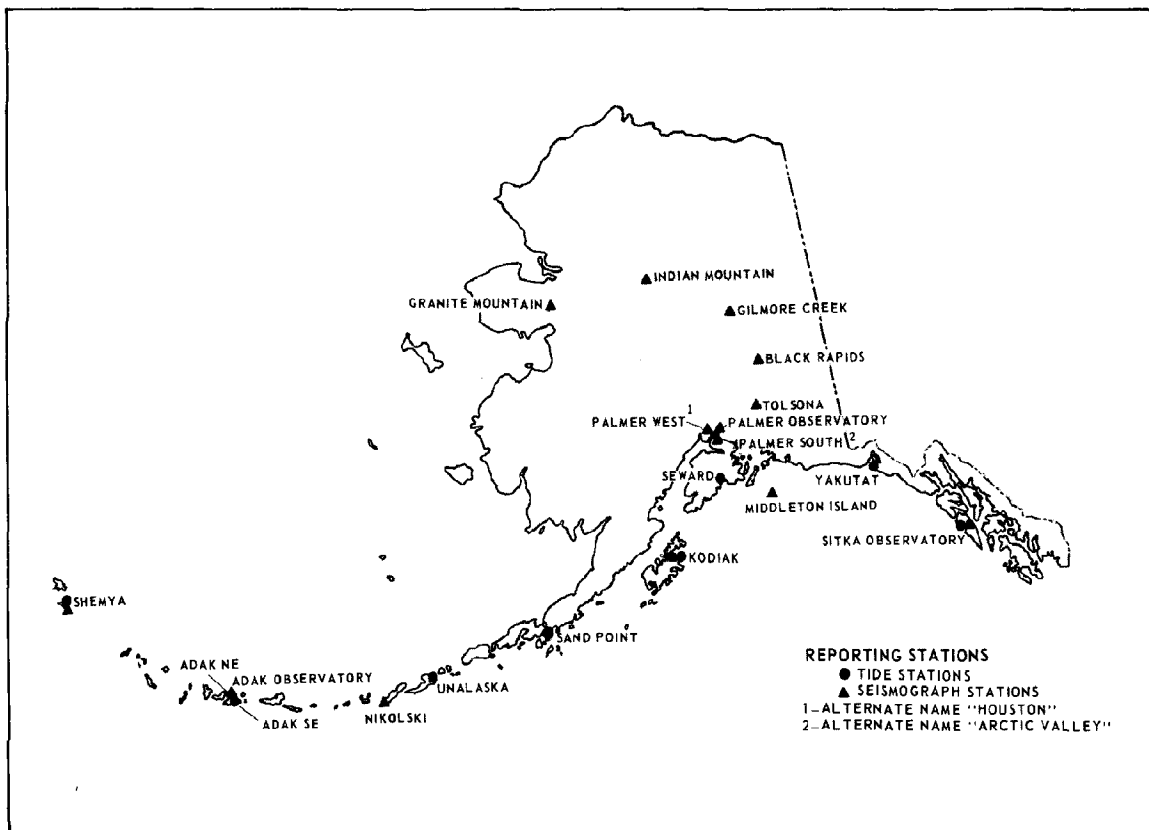 INDIAN MOUNTAIN
GRANITE MOUNTAIN
GILMORE CREEK
BLACK RAPIDS
TOLSONA
1
PALMER WEST
PALMER OBSERVATORY
PALMER SOUTH 2
SEWARD
YAKUTAT
MIDDLETON ISLAND
SITKA OBSERVATORY
KODIAK
SHEMYA
SAND POINT
ADAK NE
ADAK OBSERVATORY
UNALASKA
ADAK SE
NIKOLSKI
REPORTING STATIONS
TIDE STATIONS
SEISMOGRAPH STATIONS
1—ALTERNATE NAME "HOUSTON"
2—ALTERNATE NAME "ARCTIC VALLEY"